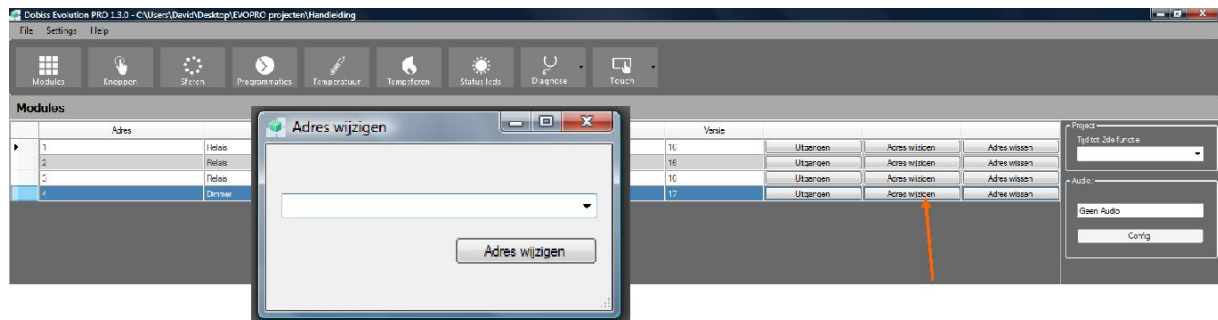 Dobiss Evolution PRO 1.3.0 - C:\Users\David\Desktop\EVOPRO projecten\Handleiding
File Settings Help
Modules Knoppen Sferen Programmaties Temperatuur Tempsferen Status leds Diagnose Touch
Modules
Adres Versie
1 Relais 16 Uitgangen Adres wijzigen Adres wissen
2 Relais 16 Uitgangen Adres wijzigen Adres wissen
3 Relais 16 Uitgangen Adres wijzigen Adres wissen
4 Dimmer 17 Uitgangen Adres wijzigen Adres wissen
Adres wijzigen
Adres wijzigen
Project
Tijd tot 2de functie
Audio:
Geen Audio
Config